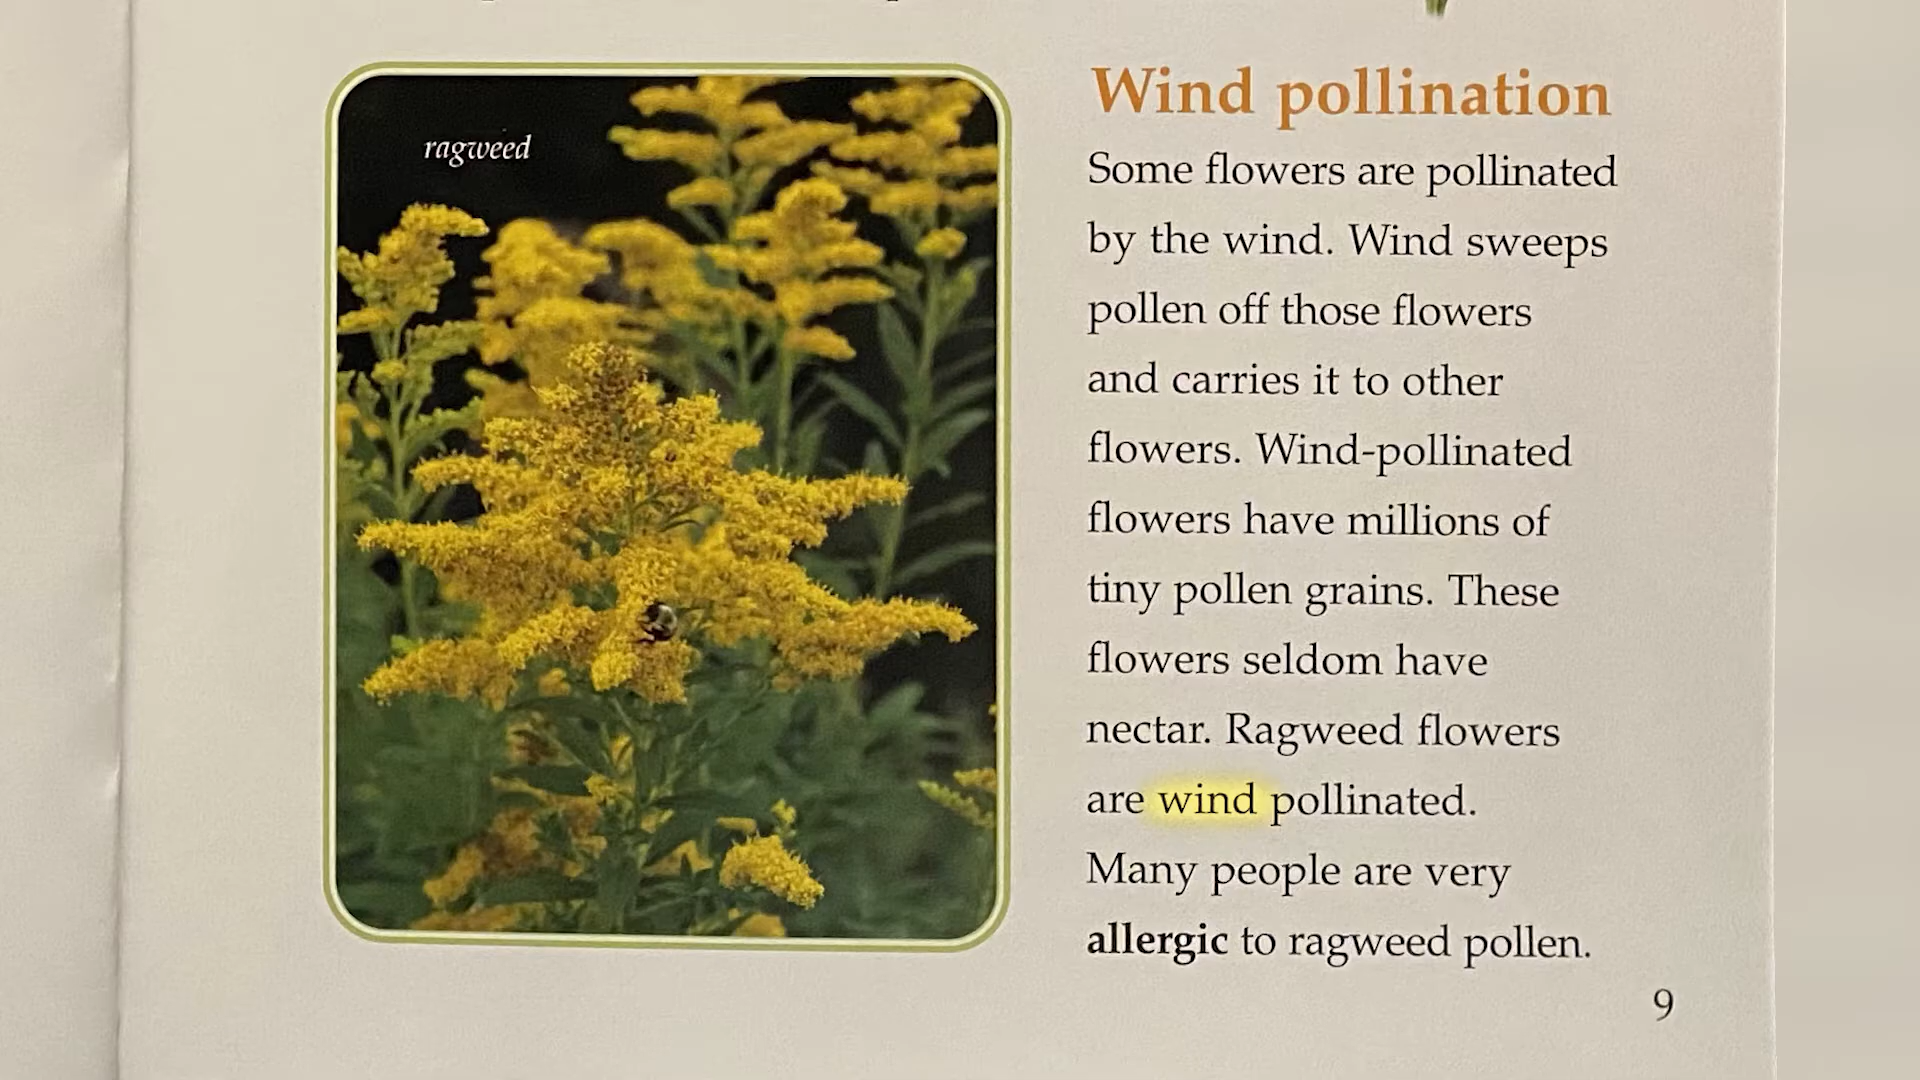 ragweed
Wind pollination
Some flowers are pollinated
by the wind. Wind sweeps
pollen off those flowers
and carries it to other
flowers. Wind-pollinated
flowers have millions of
tiny pollen grains. These
flowers seldom have
nectar. Ragweed flowers
are wind pollinated.
Many people are very
allergic to ragweed pollen.
9